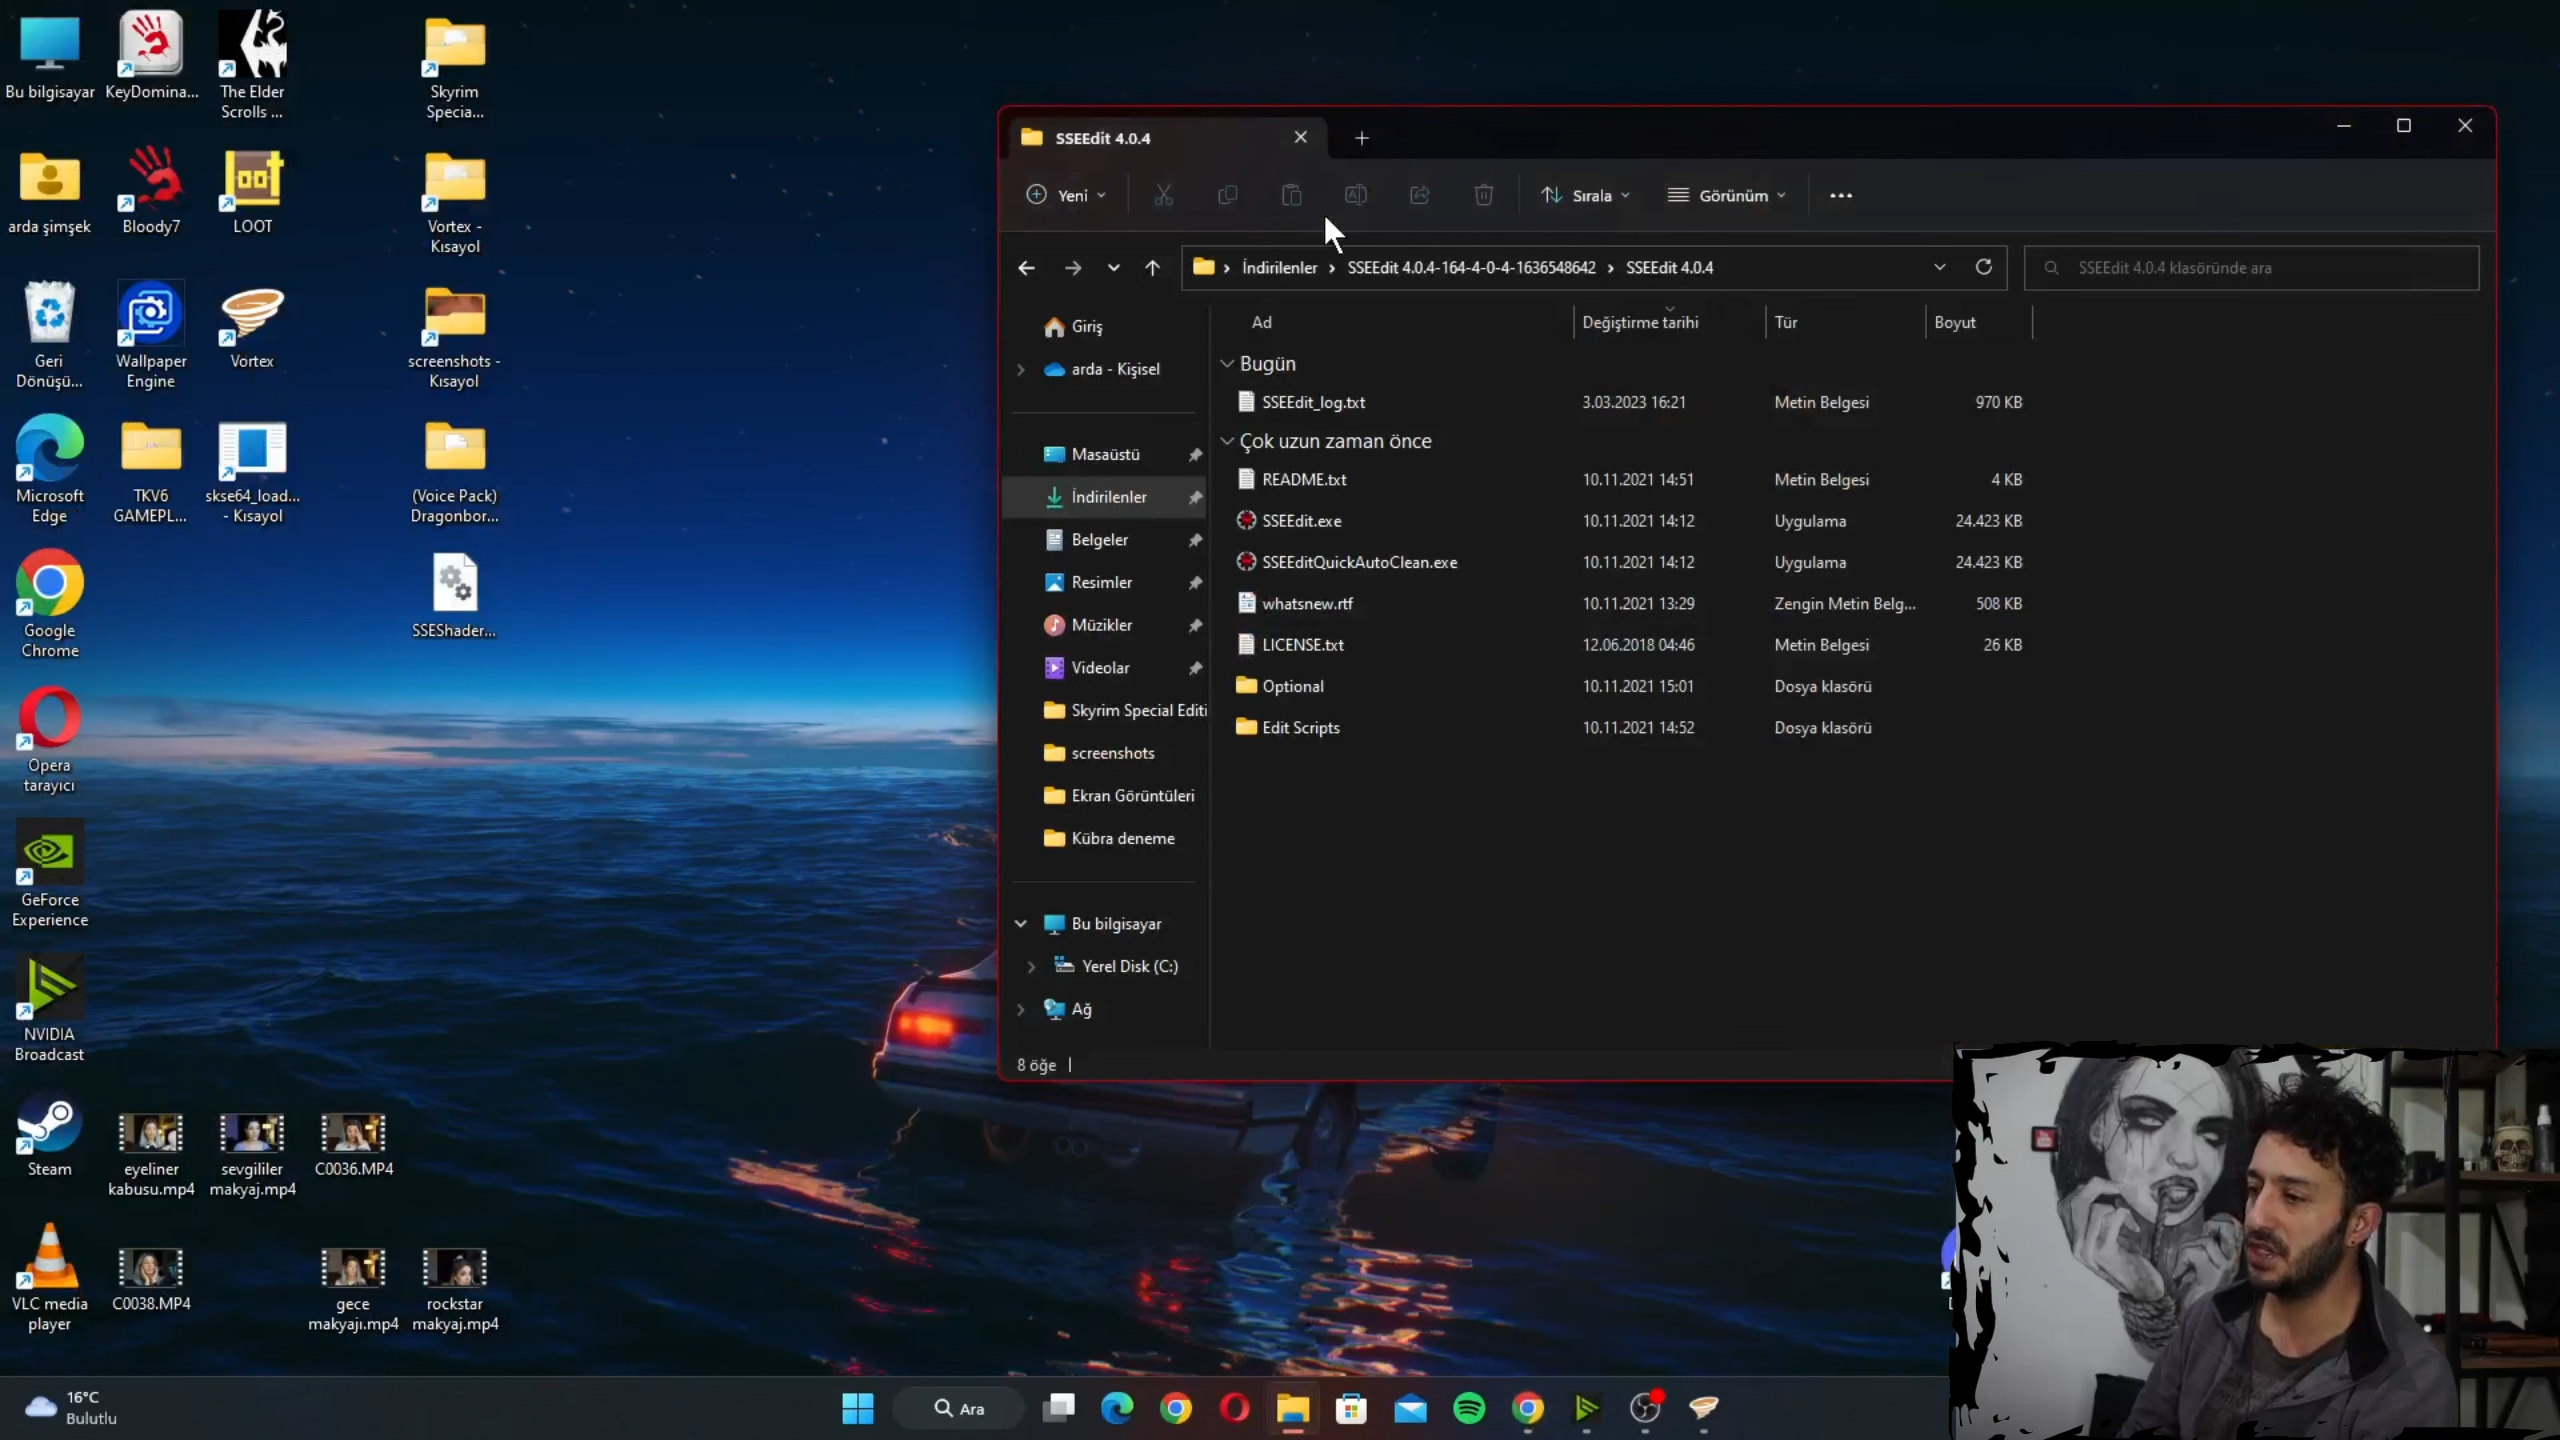 Bu bilgisayar
KeyDomina...
The Elder
Scrolls ...
Skyrim
Specia...
arda şimşek
Bloody7
LOOT
Vortex -
Kısayol
Geri
Dönüşü...
Wallpaper
Engine
Vortex
screenshots -
Kısayol
Microsoft
Edge
TKV6
GAMEPL...
skse64_load...
- Kısayol
(Voice Pack)
Dragonbor...
Google
Chrome
SSEShader...
Opera
tarayıcı
GeForce
Experience
NVIDIA
Broadcast
Steam
eyeliner
kabusu.mp4
sevgililer
makyaj.mp4
C0036.MP4
VLC media
player
C0038.MP4
gece
makyajı.mp4
rockstar
makyaj.mp4
SSEEdit 4.0.4
Yeni
Sırala
Görünüm
İndirilenler > SSEEdit 4.0.4-164-4-0-4-1636548642 > SSEEdit 4.0.4
SSEEdit 4.0.4 klasöründe ara
Giriş
arda - Kişisel
Masaüstü
İndirilenler
Belgeler
Resimler
Müzikler
Videolar
Skyrim Special Editi
screenshots
Ekran Görüntüleri
Kübra deneme
Bu bilgisayar
Yerel Disk (C:)
Ağ
Ad Değiştirme tarihi Tür Boyut
Bugün
SSEEdit_log.txt 3.03.2023 16:21 Metin Belgesi 970 KB
Çok uzun zaman önce
README.txt 10.11.2021 14:51 Metin Belgesi 4 KB
SSEEdit.exe 10.11.2021 14:12 Uygulama 24.423 KB
SSEEditQuickAutoClean.exe 10.11.2021 14:12 Uygulama 24.423 KB
whatsnew.rtf 10.11.2021 13:29 Zengin Metin Belg... 508 KB
LICENSE.txt 12.06.2018 04:46 Metin Belgesi 26 KB
Optional 10.11.2021 15:01 Dosya klasörü
Edit Scripts 10.11.2021 14:52 Dosya klasörü
8 öğe
16°C
Bulutlu
Ara